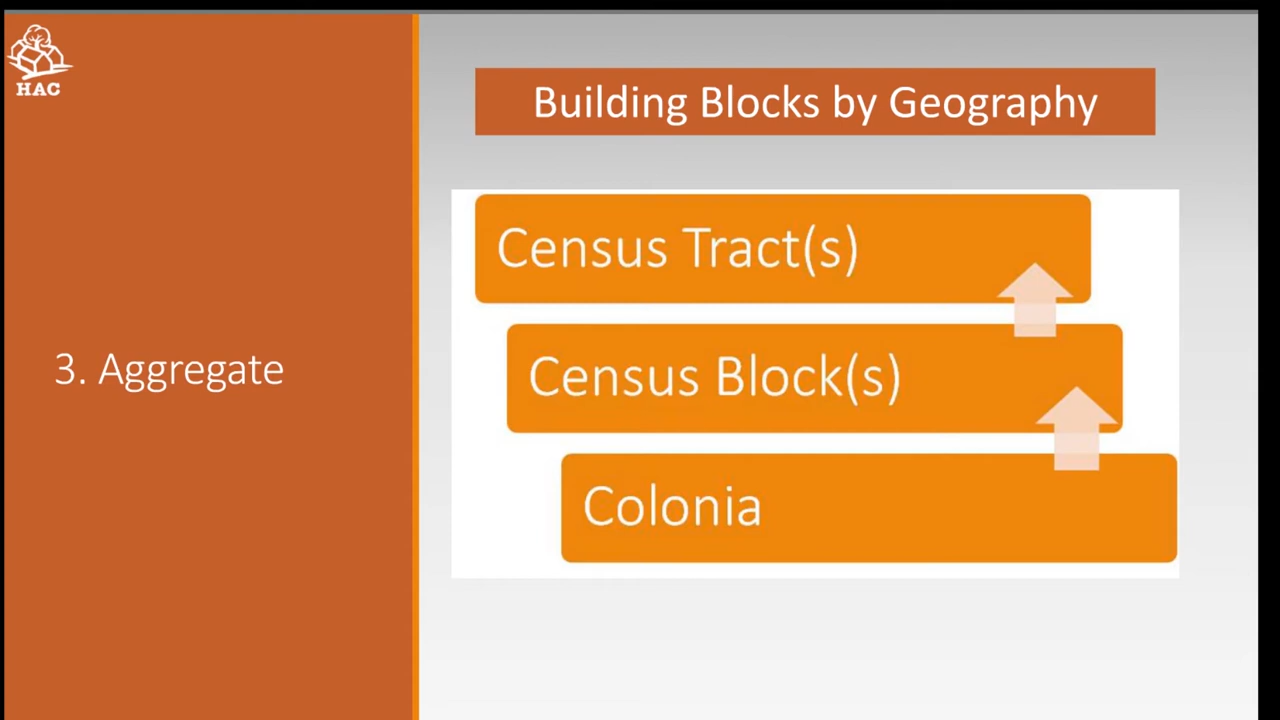 HAC
3. Aggregate
Building Blocks by Geography
Census Tract(s)
Census Block(s)
Colonia